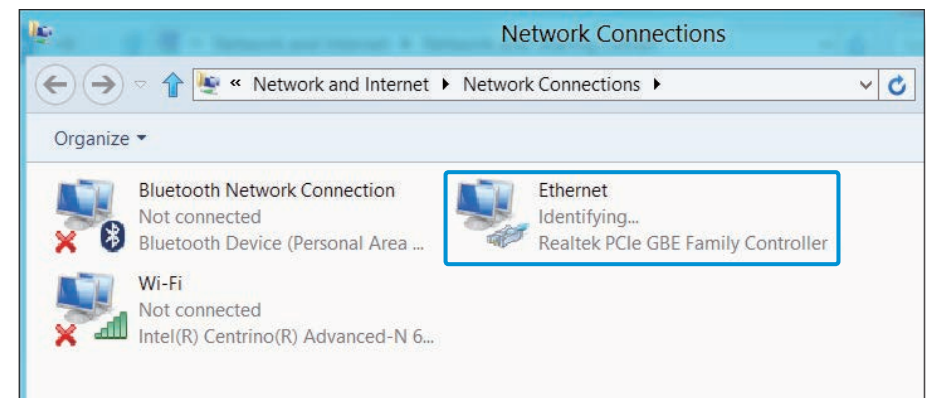 Network Connections
« Network and Internet Network Connections
Organize
Bluetooth Network Connection
Not connected
Bluetooth Device (Personal Area ...
Ethernet
Identifying...
Realtek PCIe GBE Family Controller
Wi-Fi
Not connected
Intel(R) Centrino(R) Advanced-N 6...